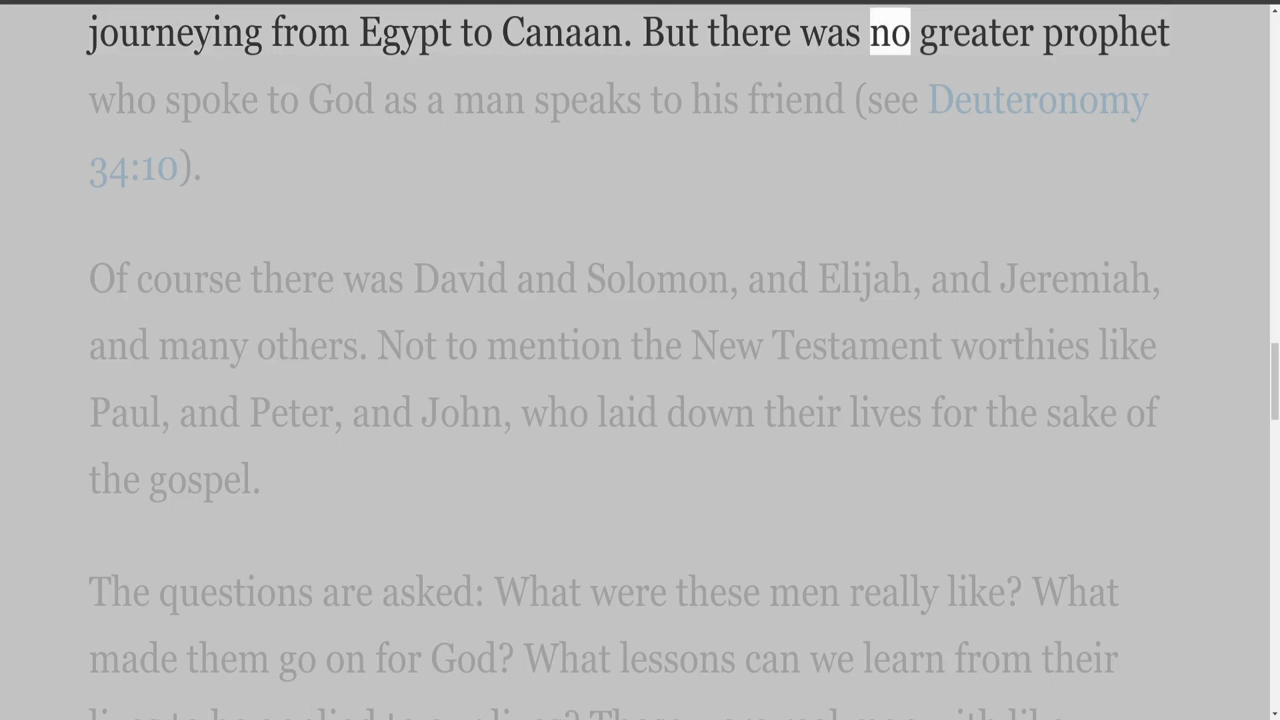 journeying from Egypt to Canaan. But there was no greater prophet
who spoke to God as a man speaks to his friend (see Deuteronomy
34:10).
Of course there was David and Solomon, and Elijah, and Jeremiah,
and many others. Not to mention the New Testament worthies like
Paul, and Peter, and John, who laid down their lives for the sake of
the gospel.
The questions are asked: What were these men really like? What
made them go on for God? What lessons can we learn from their